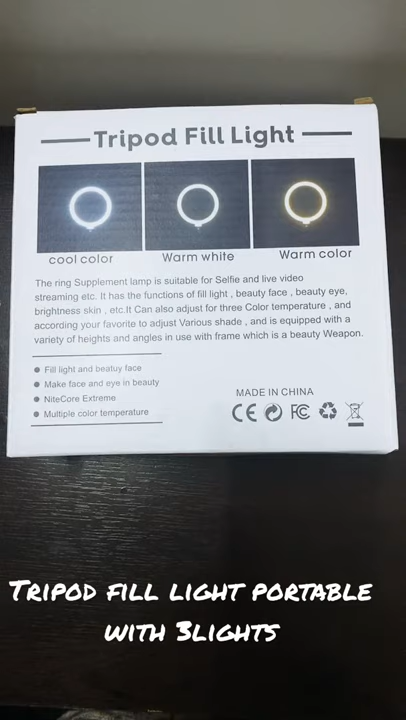 Tripod Fill Light
cool color
Warm white
Warm color
The ring Supplement lamp is suitable for Selfie and live video
streaming etc. It has the functions of fill light , beauty face , beauty eye,
brightness skin , etc.It Can also adjust for three Color temperature , and
according your favorite to adjust Various shade , and is equipped with a
variety of heights and angles in use with frame which is a beauty Weapon.
Fill light and beatuy face
Make face and eye in beauty
NiteCore Extreme
Multiple color temperature
MADE IN CHINA
CE FC
Tripod fill light portable
with 3lights